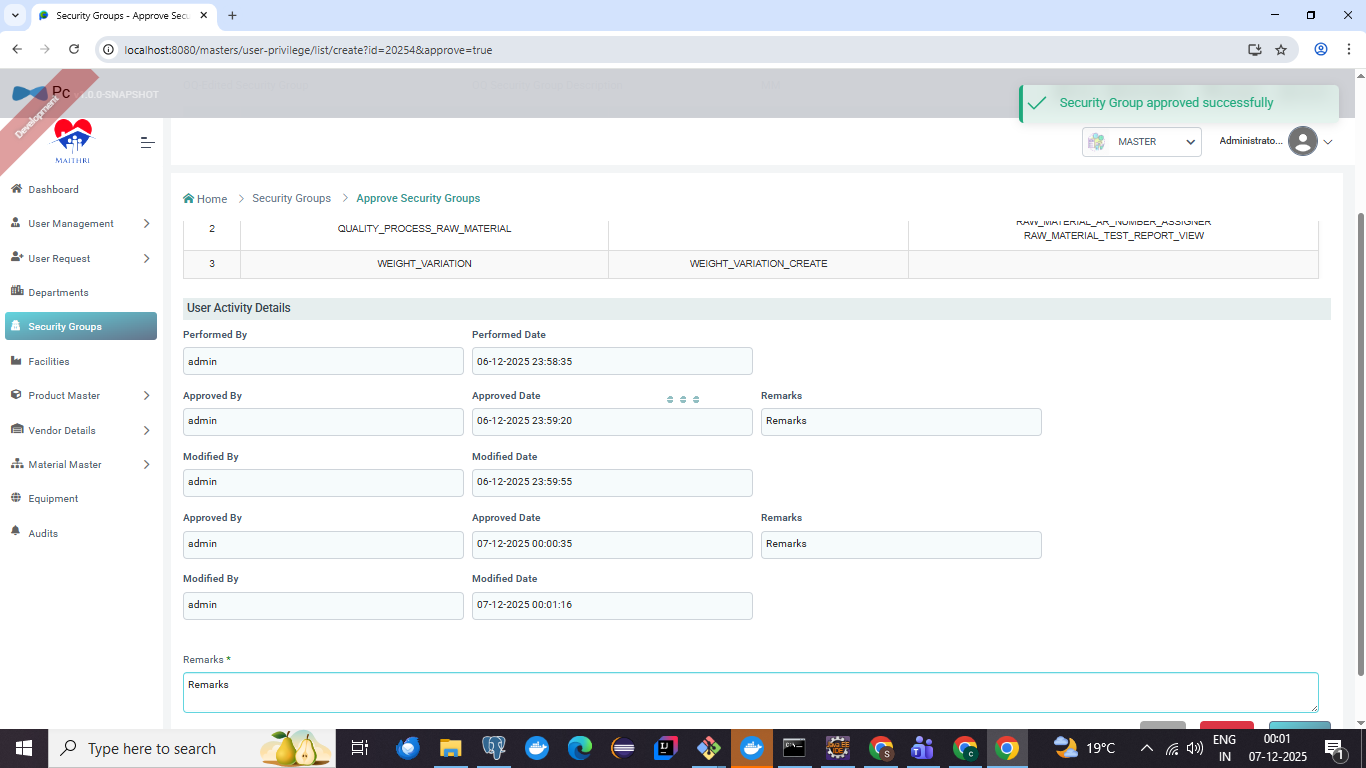 Security Groups - Approve Secu
localhost:8080/masters/user-privilege/list/create?id=20254&approve=true
Pc
1.0.0-SNAPSHOT
Development
Security Group approved successfully
MAITHRI
MASTER
Administrato...
Dashboard
User Management
User Request
Departments
Security Groups
Facilities
Product Master
Vendor Details
Material Master
Equipment
Audits
Home
Security Groups
Approve Security Groups
2
QUALITY_PROCESS_RAW_MATERIAL
RAW_MATERIAL_AR_NUMBER_ASSIGNER
RAW_MATERIAL_TEST_REPORT_VIEW
3
WEIGHT_VARIATION
WEIGHT_VARIATION_CREATE
User Activity Details
Performed By
Performed Date
admin
06-12-2025 23:58:35
Approved By
Approved Date
Remarks
admin
06-12-2025 23:59:20
Remarks
Modified By
Modified Date
admin
06-12-2025 23:59:55
Approved By
Approved Date
Remarks
admin
07-12-2025 00:00:35
Remarks
Modified By
Modified Date
admin
07-12-2025 00:01:16
Remarks *
Remarks
Type here to search
19°C
ENG
IN
00:01
07-12-2025
1